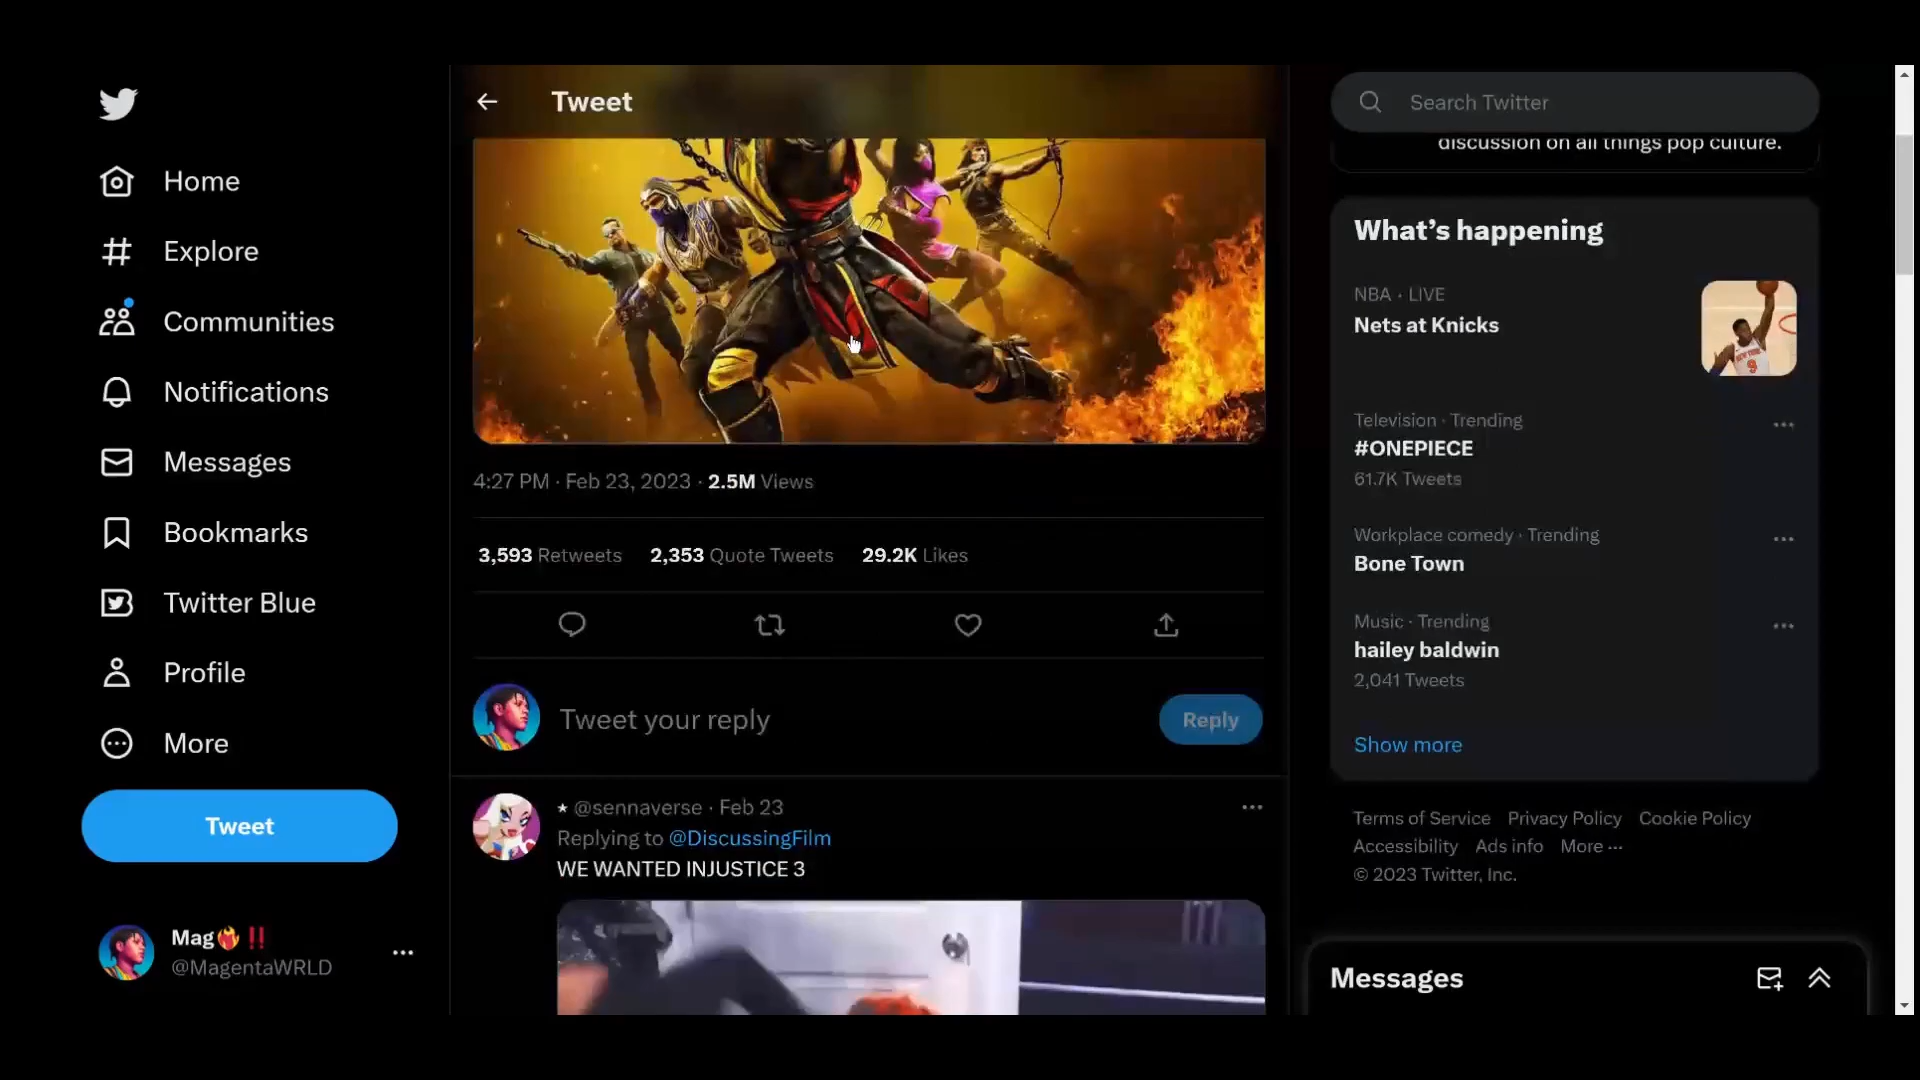 Home
Explore
Communities
Notifications
Messages
Bookmarks
Twitter Blue
Profile
More
Tweet
Mag
@MagentaWRLD
Tweet
4:27 PM · Feb 23, 2023 · 2.5M Views
3,593 Retweets 2,353 Quote Tweets 29.2K Likes
Tweet your reply
Reply
@sennaverse · Feb 23
Replying to @DiscussingFilm
WE WANTED INJUSTICE 3
Search Twitter
discussion on all things pop culture.
What's happening
NBA · LIVE
Nets at Knicks
Television · Trending
#ONEPIECE
61.7K Tweets
Workplace comedy · Trending
Bone Town
Music · Trending
hailey baldwin
2,041 Tweets
Show more
Terms of Service Privacy Policy Cookie Policy
Accessibility Ads info More ···
© 2023 Twitter, Inc.
Messages